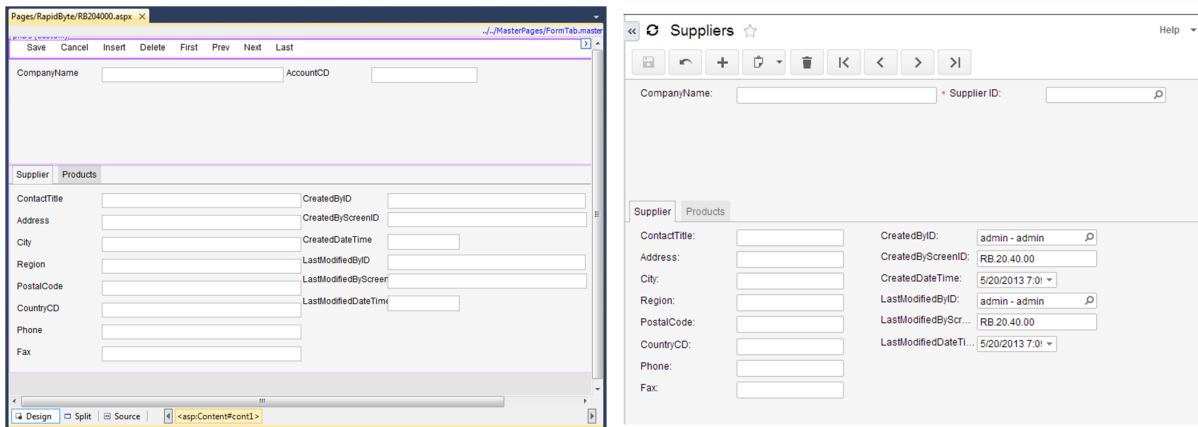 Pages/RapidByte/RB204000.aspx
../../MasterPages/FormTab.master
Save Cancel Insert Delete First Prev Next Last
CompanyName AccountCD
Supplier Products
ContactTitle CreatedByID
Address CreatedByScreenID
City CreatedDateTime
Region LastModifiedByID
PostalCode LastModifiedByScreen
CountryCD LastModifiedDateTime
Phone
Fax
Design Split Source <asp:Content#cont1>
Suppliers Help
CompanyName: * Supplier ID:
Supplier Products
ContactTitle: CreatedByID: admin - admin
Address: CreatedByScreenID: RB.20.40.00
City: CreatedDateTime: 5/20/2013 7:0
Region: LastModifiedByID: admin - admin
PostalCode: LastModifiedByScr... RB.20.40.00
CountryCD: LastModifiedDateTi... 5/20/2013 7:0
Phone:
Fax: